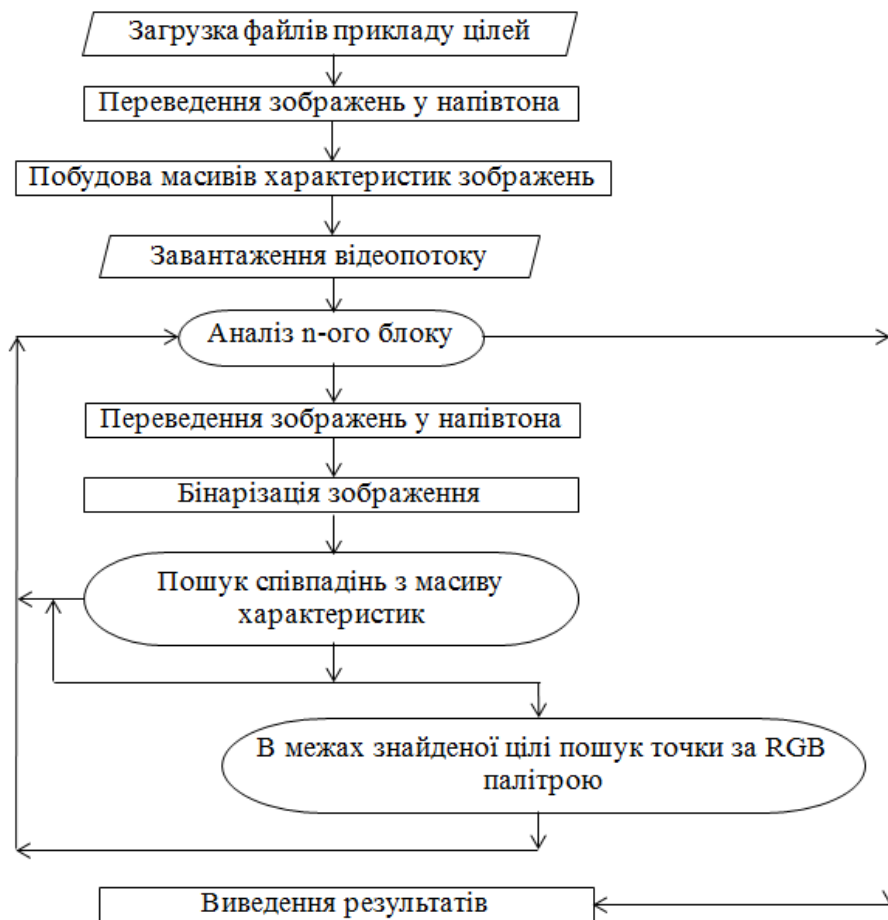 Загрузка файлів прикладу цілей
Переведення зображень у напівтона
Побудова масивів характеристик зображень
Завантаження відеопотоку
Аналіз n-ого блоку
Переведення зображень у напівтона
Бінарізація зображення
Пошук співпадінь з масиву
характеристик
В межах знайденої цілі пошук точки за RGB
палітрою
Виведення результатів